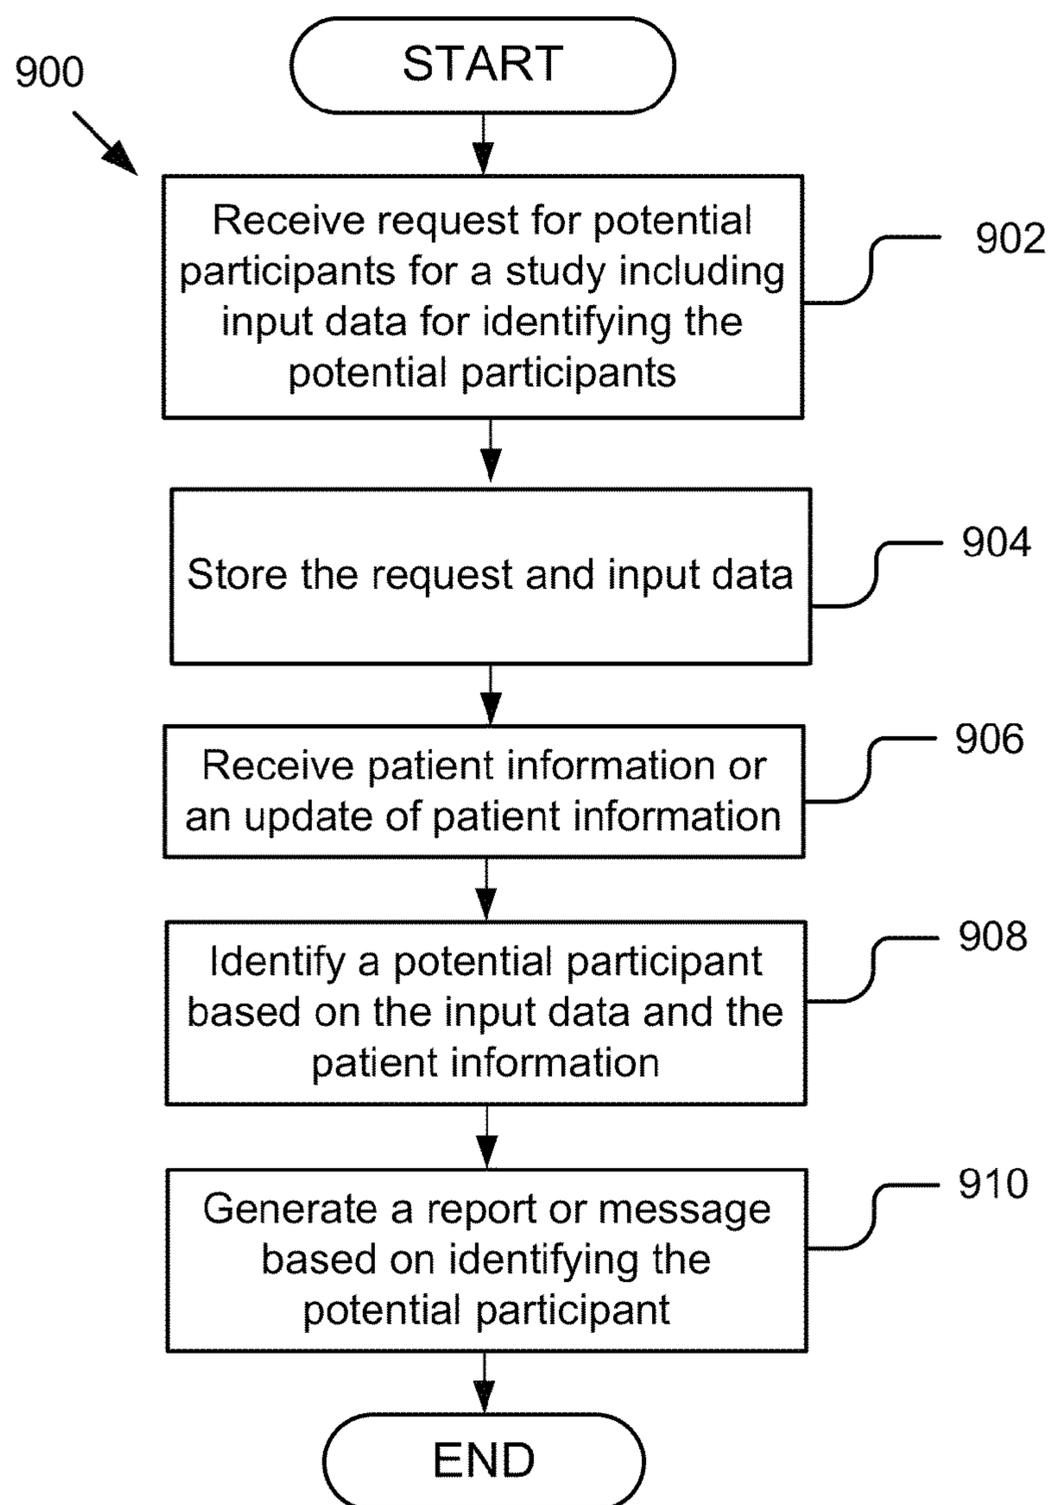 START
900
Receive request for potential
participants for a study including
input data for identifying the
potential participants
902
Store the request and input data
904
Receive patient information or
an update of patient information
906
Identify a potential participant
based on the input data and the
patient information
908
Generate a report or message
based on identifying the
potential participant
910
END